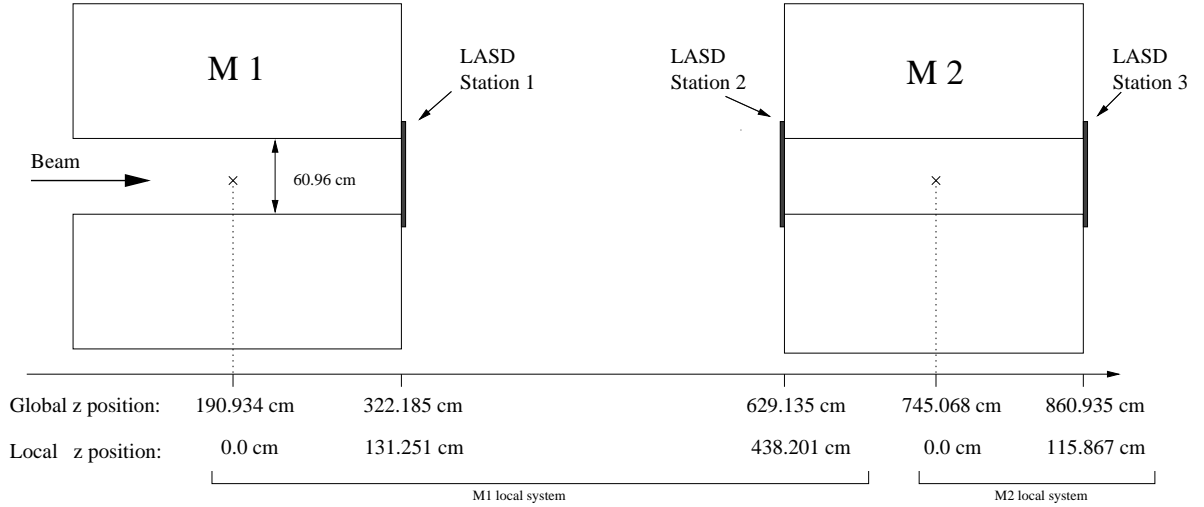 M 1
LASD
Station 1
LASD
Station 2
M 2
LASD
Station 3
Beam
60.96 cm
Global z position: 190.934 cm 322.185 cm 629.135 cm 745.068 cm 860.935 cm
Local z position: 0.0 cm 131.251 cm 438.201 cm 0.0 cm 115.867 cm
M1 local system M2 local system